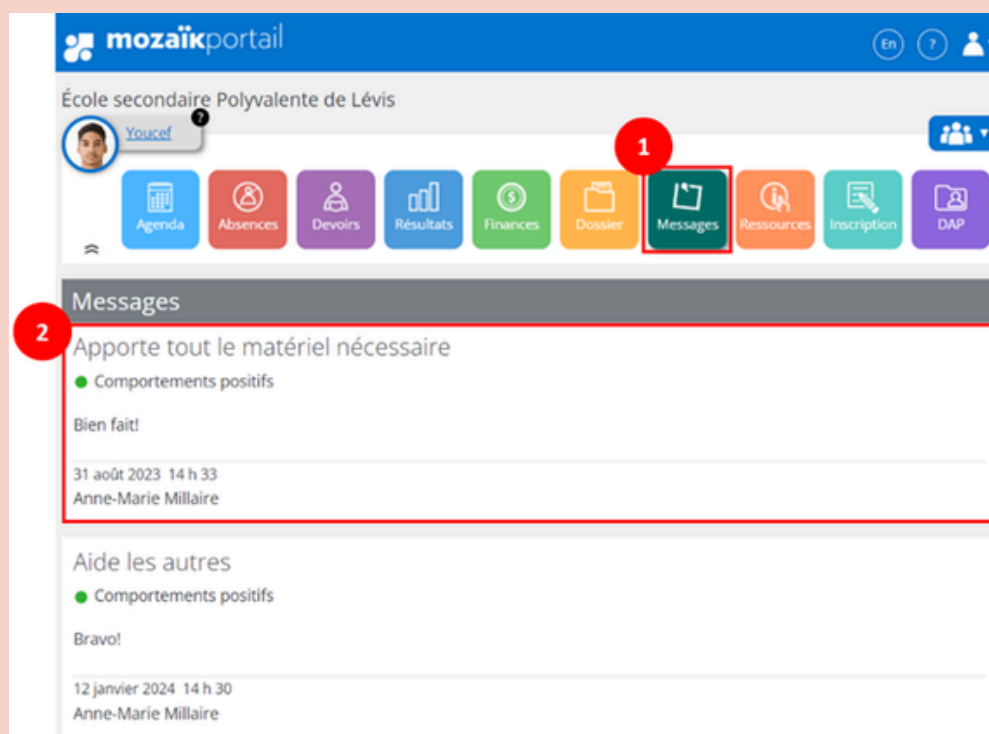 mozaïkportail
En ?
École secondaire Polyvalente de Lévis
Youcef ?
1
Agenda Absences Devoirs Résultats Finances Dossier Messages Ressources Inscription DAP
Messages
2
Apporte tout le matériel nécessaire
Comportements positifs
Bien fait!
31 août 2023 14 h 33
Anne-Marie Millaire
Aide les autres
Comportements positifs
Bravo!
12 janvier 2024 14 h 30
Anne-Marie Millaire